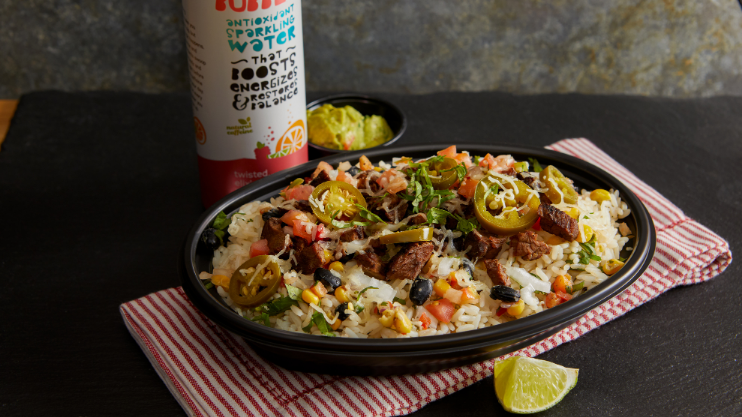 ANTIOXIDANT
SPARKLING
WATER
THAT
BOOSTS
ENERGIZES
& RESTORES
BALANCE
twisted